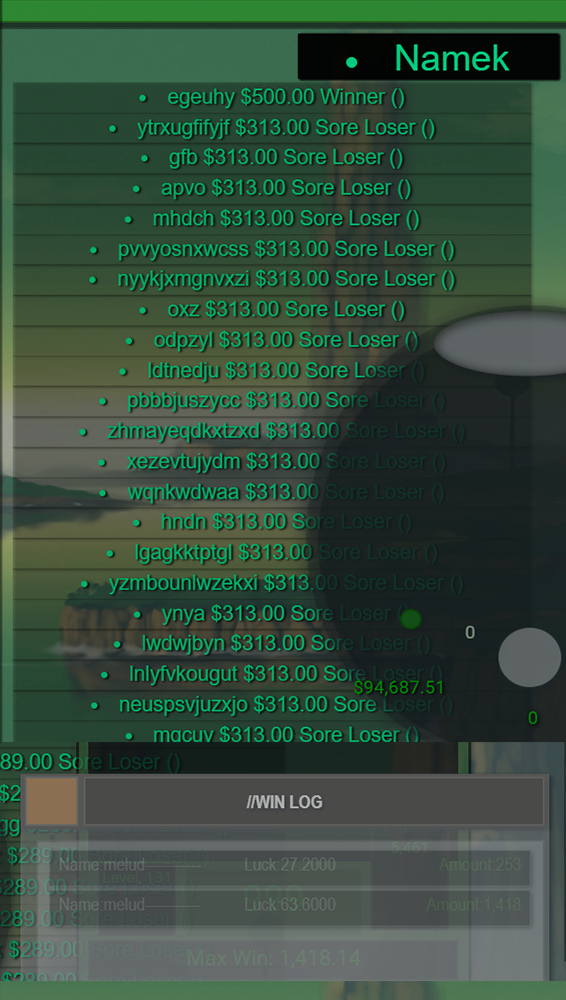 Namek
egeuhy $500.00 Winner ()
ytrxugfifyjf $313.00 Sore Loser ()
gfb $313.00 Sore Loser ()
apvo $313.00 Sore Loser ()
mhdch $313.00 Sore Loser ()
pvvyosnxwcss $313.00 Sore Loser ()
nyykjxmgnvxzi $313.00 Sore Loser ()
oxz $313.00 Sore Loser ()
odpzyl $313.00 Sore Loser ()
ldtnedju $313.00 Sore Loser ()
pbbbjuszycc $313.00 Sore Loser ()
zhmayeqdkxtzxd $313.00 Sore Loser ()
xezevtujydm $313.00 Sore Loser ()
wqnkwdwaa $313.00 Sore Loser ()
hndn $313.00 Sore Loser ()
lgagkktptgl $313.00 Sore Loser ()
yzmbounlwzekxi $313.00 Sore Loser ()
ynya $313.00 Sore Loser ()
0
lwdwjbyn $313.00 Sore Loser ()
lnlyfvkougut $313.00 Sore Loser ()
$94,687.51
neuspsvjuzxjo $313.00 Sore Loser ()
0
mqcuv $313.00 Sore Loser ()
89.00 Sore Loser ()
$2
//WIN LOG
gg
5,461
$289.00
Name:melud Luck:27.2000 Amount:253
Level, 131
$289.00
Name:melud Luck:63.6000 Amount:1,418
$289.00
$289.00 Sore Loser ()
Max Win: 1,418.14